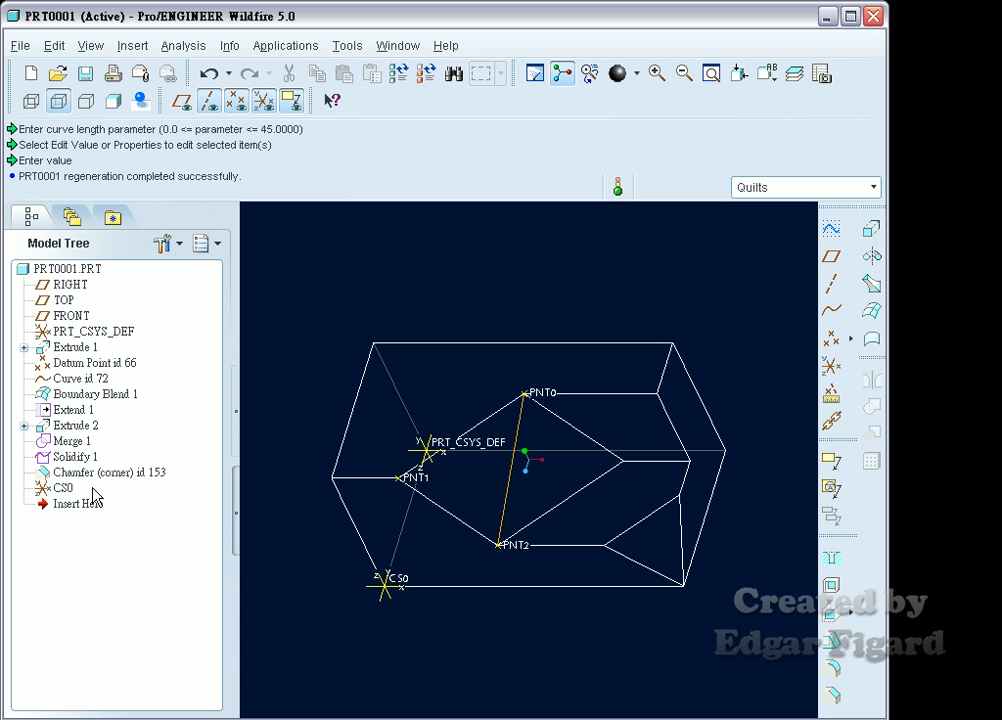 PRT0001 (Active) - Pro/ENGINEER Wildfire 5.0
File Edit View Insert Analysis Info Applications Tools Window Help
Enter curve length parameter (0.0 <= parameter <= 45.0000)
Select Edit Value or Properties to edit selected item(s)
Enter value
PRT0001 regeneration completed successfully.
Quilts
Model Tree
PRT0001.PRT
RIGHT
TOP
FRONT
PRT_CSYS_DEF
Extrude 1
Datum Point id 66
Curve id 72
Boundary Blend 1
Extend 1
Extrude 2
Merge 1
Solidify 1
Chamfer (corner) id 153
CS0
Insert Here
PNT0
y PRT_CSYS_DEF
x
z
PNT1
PNT2
z y CS0
x
Created by
Edgar Figard